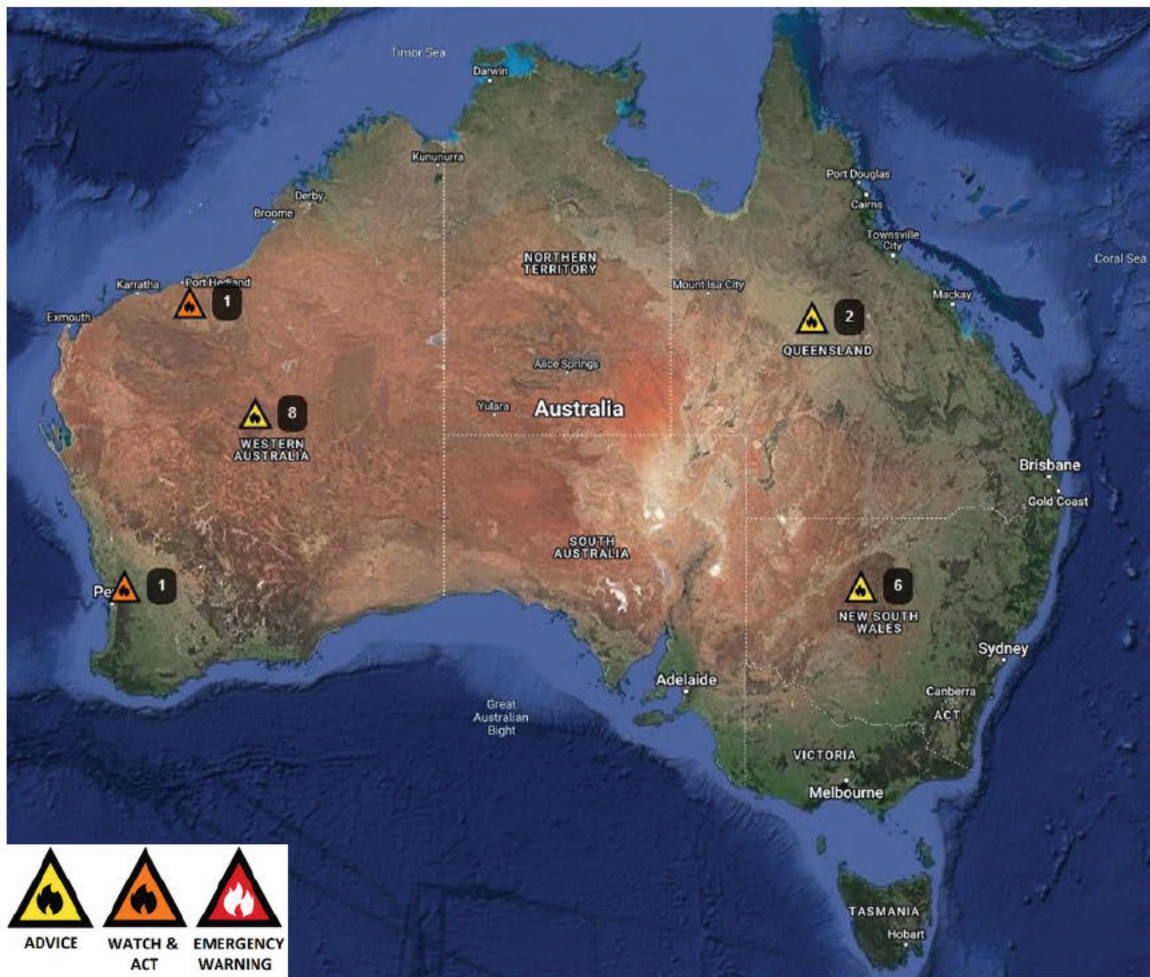 Timor Sea
Darwin
Kununurra
Port Douglas
Derby
Cairns
Broome
Townsville
City
NORTHERN
TERRITORY
Coral Sea
Karratha
Port Hedland
Mount Isa City
Mackay
1
Exmouth
2
QUEENSLAND
Alice Springs
Yulara
Australia
8
WESTERN
AUSTRALIA
Brisbane
Gold Coast
SOUTH
AUSTRALIA
Pe
1
6
NEW SOUTH
WALES
Sydney
Adelaide
Canberra
ACT
Great
Australian
Bight
VICTORIA
Melbourne
TASMANIA
Hobart
ADVICE
WATCH &
ACT
EMERGENCY
WARNING